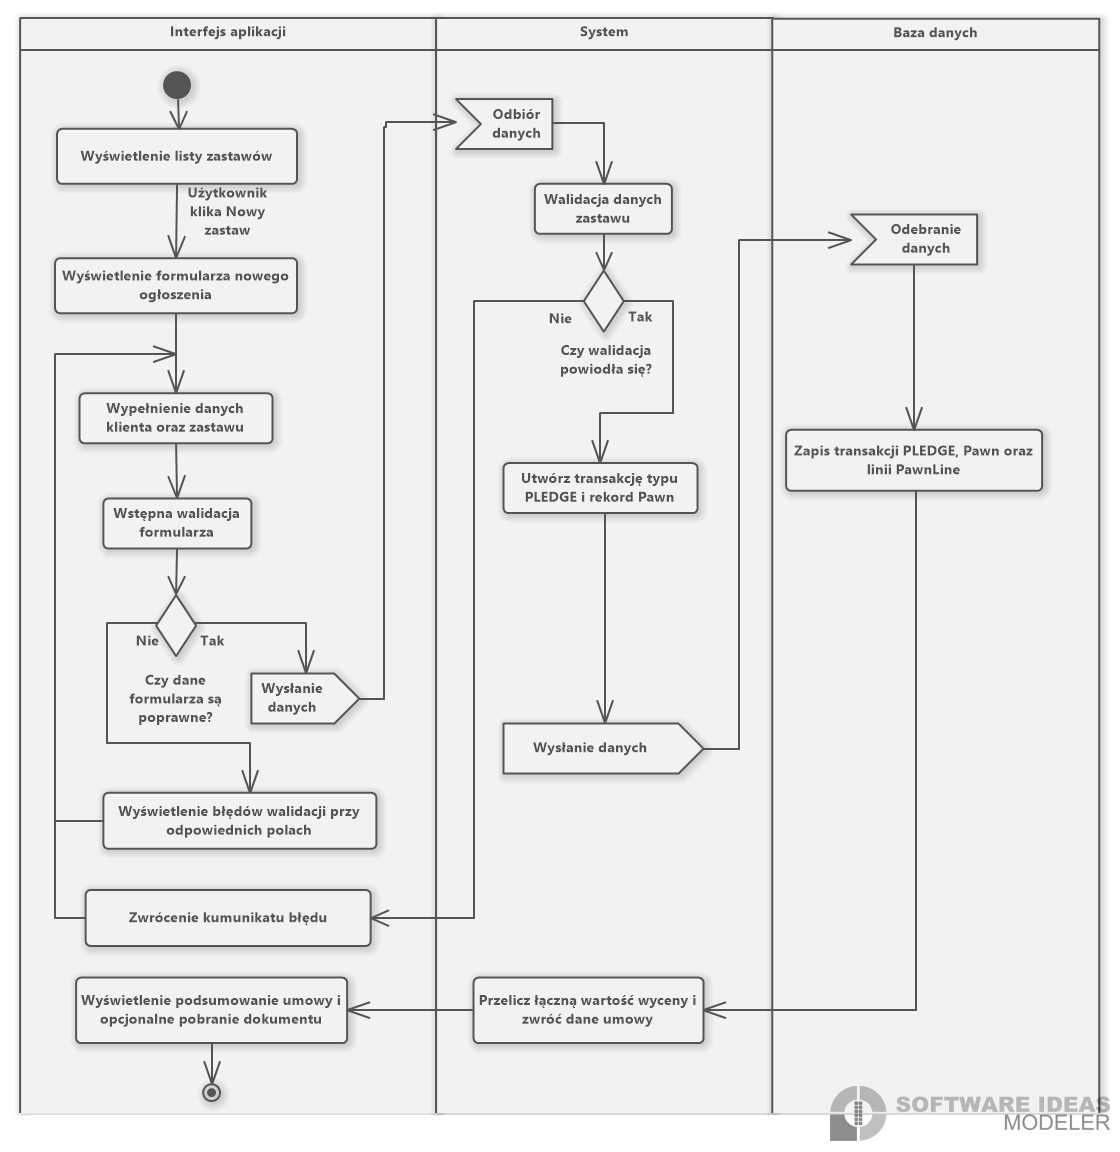 Interfejs aplikacji
System
Baza danych
Wyświetlenie listy zastawów
Użytkownik
klika Nowy
zastaw
Wyświetlenie formularza nowego
ogłoszenia
Wypełnienie danych
klienta oraz zastawu
Wstępna walidacja
formularza
Nie
Tak
Czy dane
formularza są
poprawne?
Wysłanie
danych
Wyświetlenie błędów walidacji przy
odpowiednich polach
Zwrócenie kumunikatu błędu
Wyświetlenie podsumowanie umowy i
opcjonalne pobranie dokumentu
Odbiór
danych
Walidacja danych
zastawu
Nie
Tak
Czy walidacja
powiodła się?
Utwórz transakcję typu
PLEDGE i rekord Pawn
Wysłanie danych
Przelicz łączną wartość wyceny i
zwróć dane umowy
Odebranie
danych
Zapis transakcji PLEDGE, Pawn oraz
linii PawnLine
SOFTWARE IDEAS
MODELER